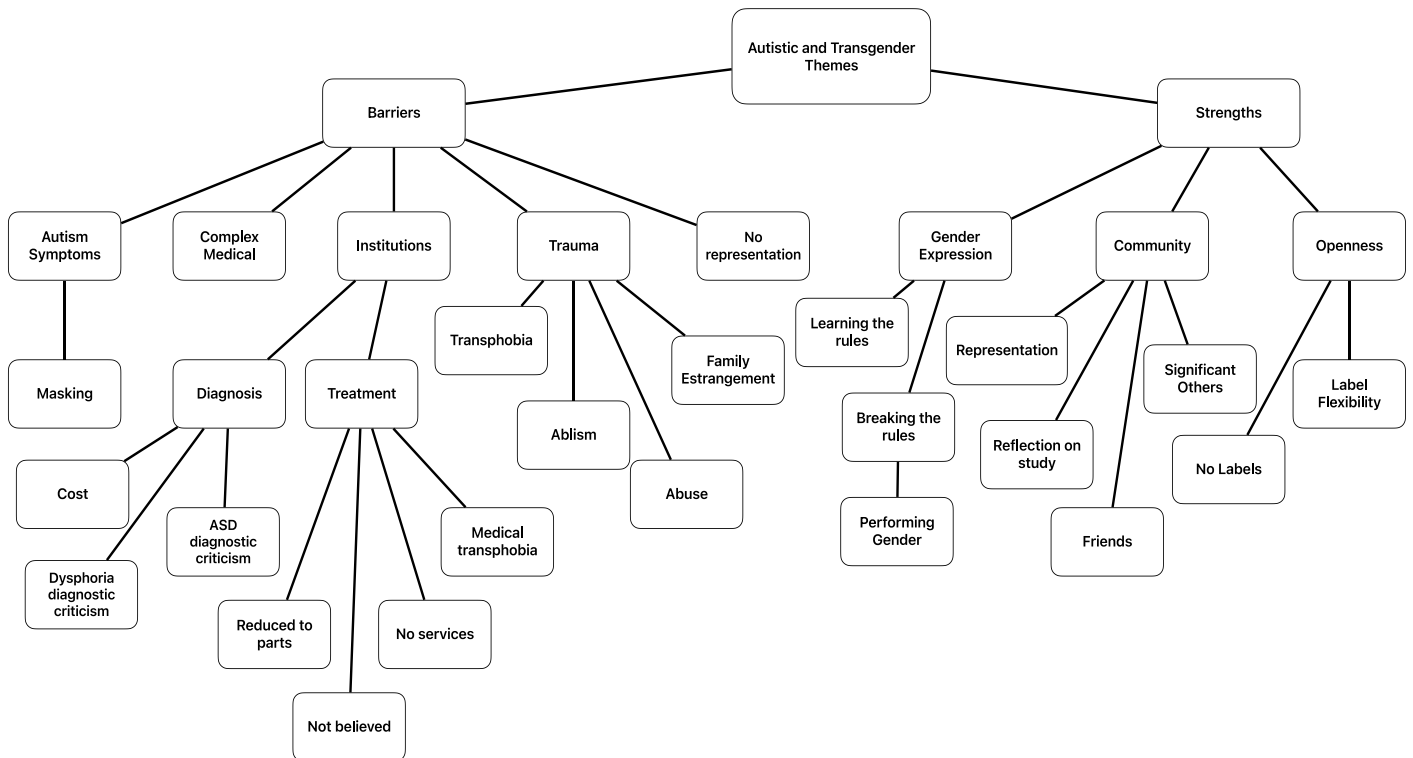 Autistic and Transgender
Themes
Barriers
Strengths
Autism
Symptoms
Complex
Medical
Institutions
Trauma
No
representation
Gender
Expression
Community
Openness
Masking
Diagnosis
Treatment
Transphobia
Family
Estrangement
Learning the
rules
Representation
Significant
Others
Label
Flexibility
Ablism
Breaking the
rules
Reflection on
study
No Labels
Cost
ASD
diagnostic
criticism
Medical
transphobia
Abuse
Performing
Gender
Friends
Dysphoria
diagnostic
criticism
Reduced to
parts
No services
Not believed